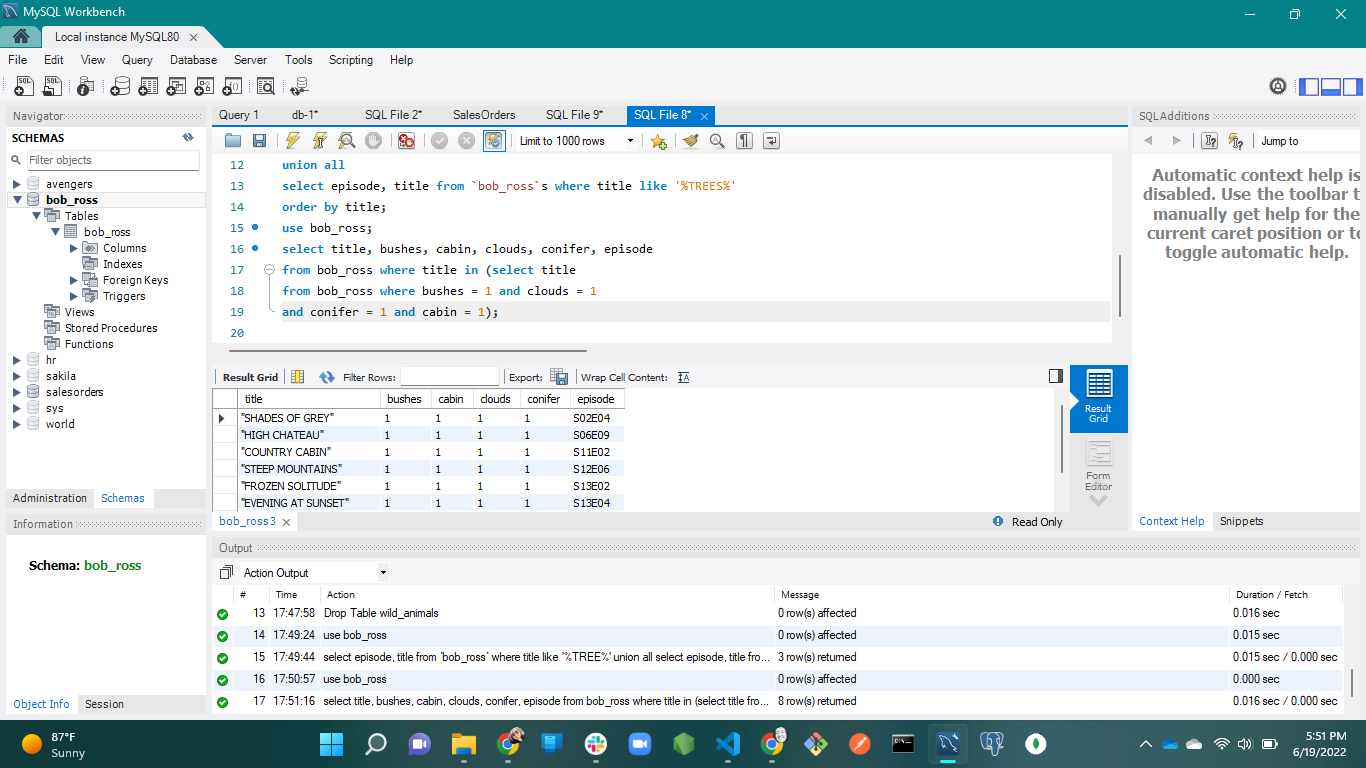 MySQL Workbench
Local instance MySQL80
File Edit View Query Database Server Tools Scripting Help
Navigator
SCHEMAS
Filter objects
avengers
bob_ross
Tables
bob_ross
Columns
Indexes
Foreign Keys
Triggers
Views
Stored Procedures
Functions
hr
sakila
salesorders
sys
world
Administration Schemas
Information
Schema: bob_ross
Object Info Session
Query 1 db-1* SQL File 2* SalesOrders SQL File 9* SQL File 8*
Limit to 1000 rows
12 union all
13 select episode, title from `bob_ross`s where title like '%TREES%'
14 order by title;
15 use bob_ross;
16 select title, bushes, cabin, clouds, conifer, episode
17 from bob_ross where title in (select title
18 from bob_ross where bushes = 1 and clouds = 1
19 and conifer = 1 and cabin = 1);
20
Result Grid Filter Rows: Export: Wrap Cell Content:
title bushes cabin clouds conifer episode
"SHADES OF GREY" 1 1 1 1 S02E04
"HIGH CHATEAU" 1 1 1 1 S06E09
"COUNTRY CABIN" 1 1 1 1 S11E02
"STEEP MOUNTAINS" 1 1 1 1 S12E06
"FROZEN SOLITUDE" 1 1 1 1 S13E02
"EVENING AT SUNSET" 1 1 1 1 S13E04
Result
Grid
Form
Editor
bob_ross3 Read Only
SQLAdditions
Jump to
Automatic context help is
disabled. Use the toolbar t
manually get help for the
current caret position or to
toggle automatic help.
Context Help Snippets
Output
Action Output
# Time Action Message Duration / Fetch
13 17:47:58 Drop Table wild_animals 0 row(s) affected 0.016 sec
14 17:49:24 use bob_ross 0 row(s) affected 0.015 sec
15 17:49:44 select episode, title from `bob_ross` where title like '%TREE%' union all select episode, title fro... 3 row(s) returned 0.015 sec / 0.000 sec
16 17:50:57 use bob_ross 0 row(s) affected 0.000 sec
17 17:51:16 select title, bushes, cabin, clouds, conifer, episode from bob_ross where title in (select title fro... 8 row(s) returned 0.016 sec / 0.000 sec
87°F
Sunny
5:51 PM
6/19/2022